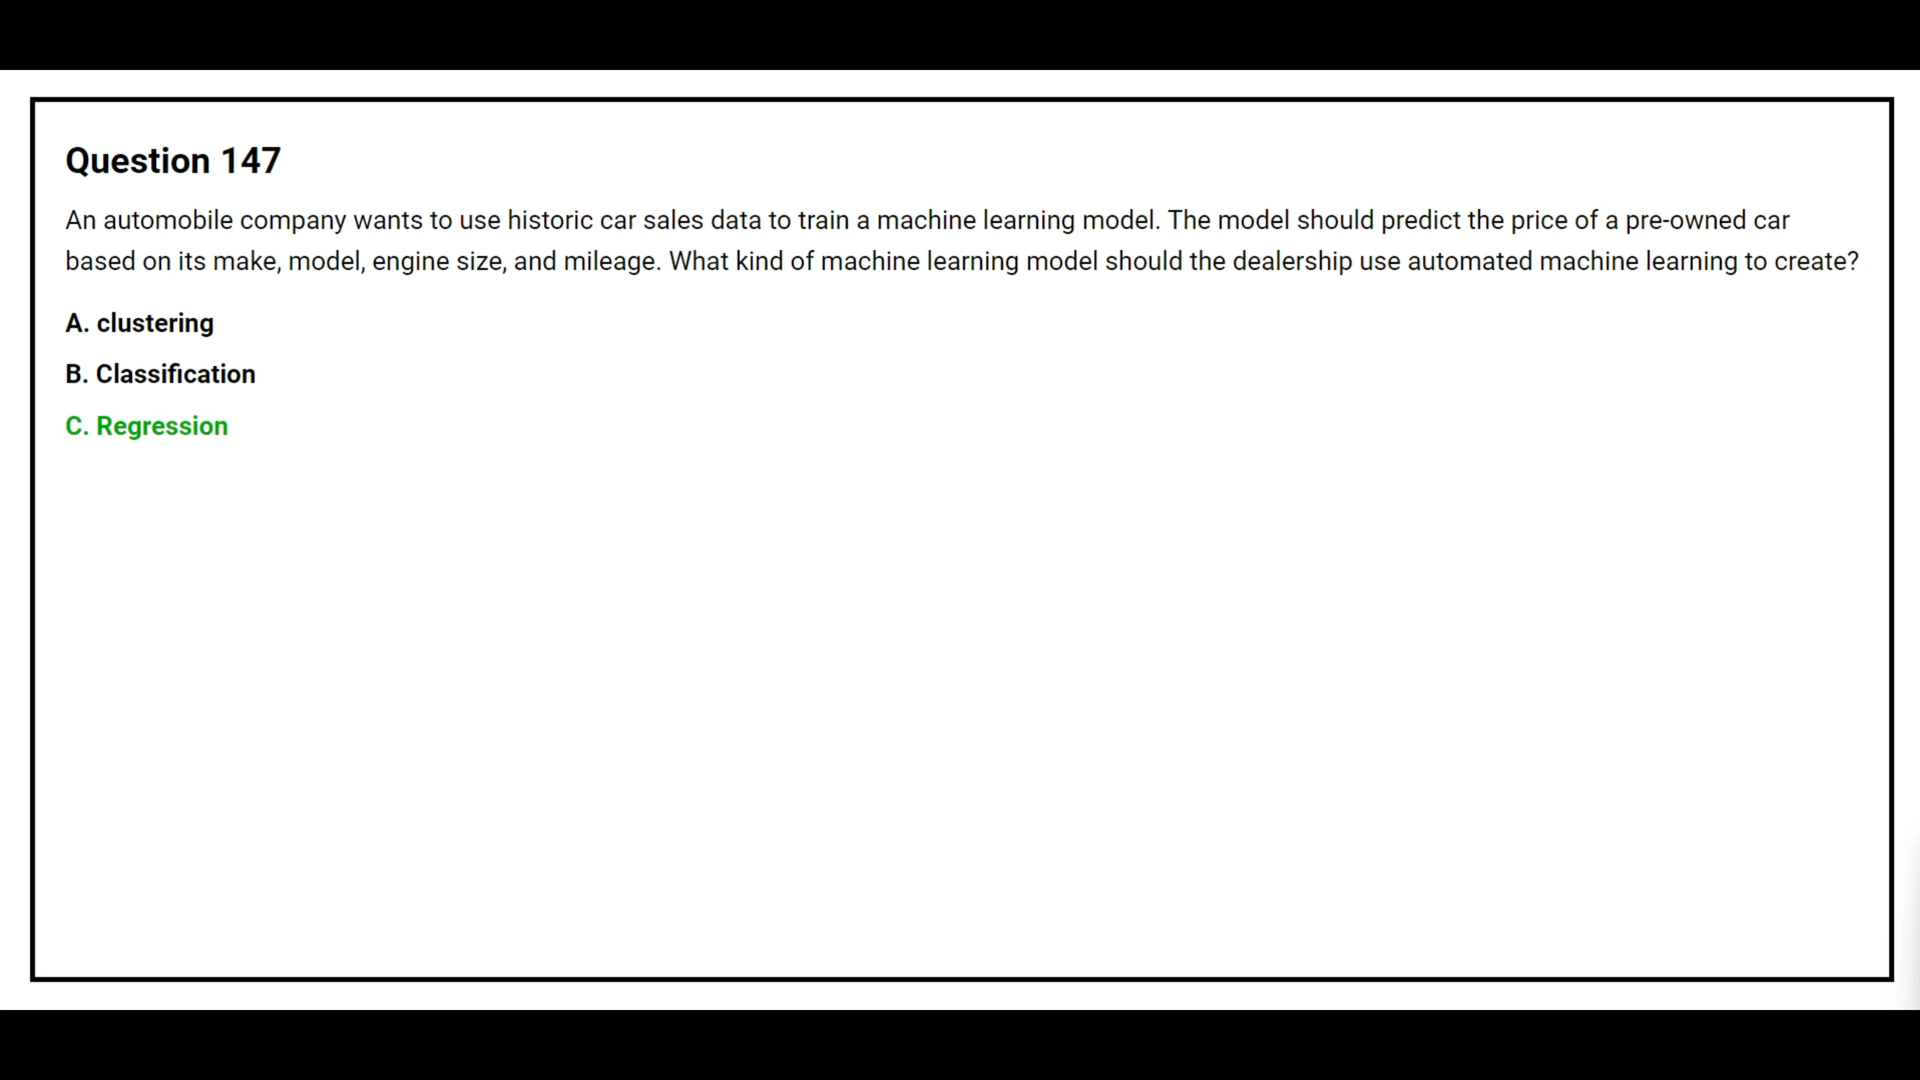 Question 147
An automobile company wants to use historic car sales data to train a machine learning model. The model should predict the price of a pre-owned car
based on its make, model, engine size, and mileage. What kind of machine learning model should the dealership use automated machine learning to create?
A. clustering
B. Classification
C. Regression